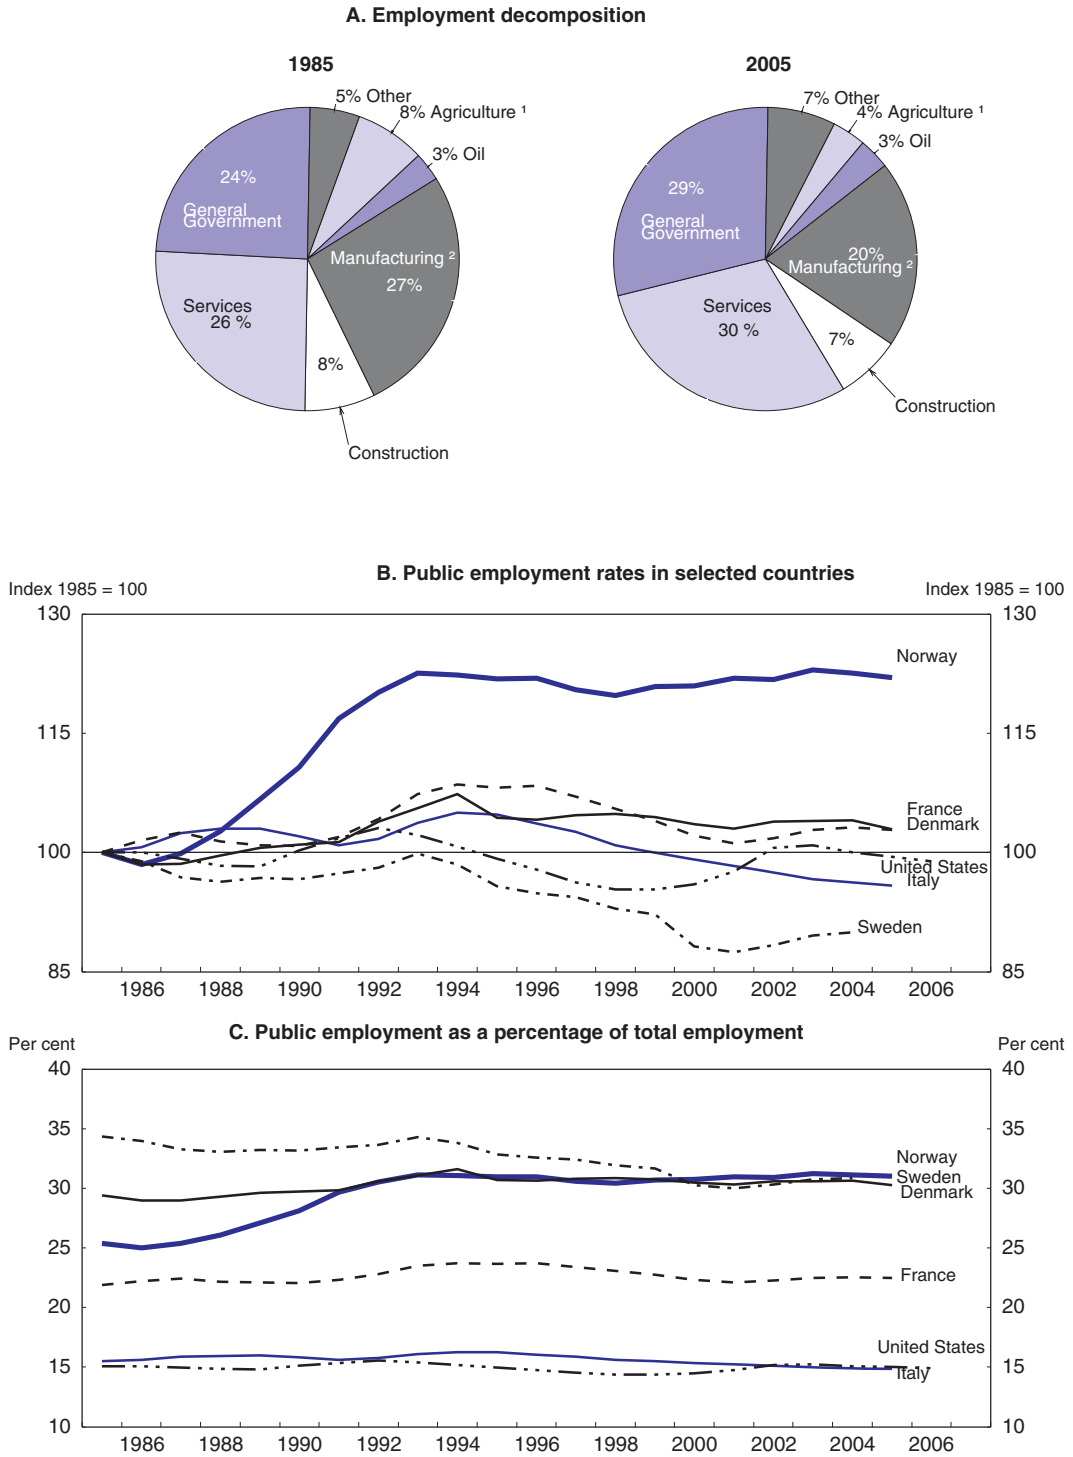 A. Employment decomposition
1985
2005
5% Other
8% Agriculture ¹
3% Oil
24%
General
Government
Manufacturing ²
27%
Services
26 %
8%
Construction
7% Other
4% Agriculture ¹
3% Oil
29%
General
Government
20%
Manufacturing ²
Services
30 %
7%
Construction
B. Public employment rates in selected countries
Index 1985 = 100
Index 1985 = 100
130
130
Norway
115
115
France
Denmark
100
100
United States
Italy
Sweden
85
85
1986 1988 1990 1992 1994 1996 1998 2000 2002 2004 2006
C. Public employment as a percentage of total employment
Per cent
Per cent
40
40
35
35
Norway
Sweden
30
30
Denmark
25
25
France
20
20
United States
15
15
Italy
10
10
1986 1988 1990 1992 1994 1996 1998 2000 2002 2004 2006